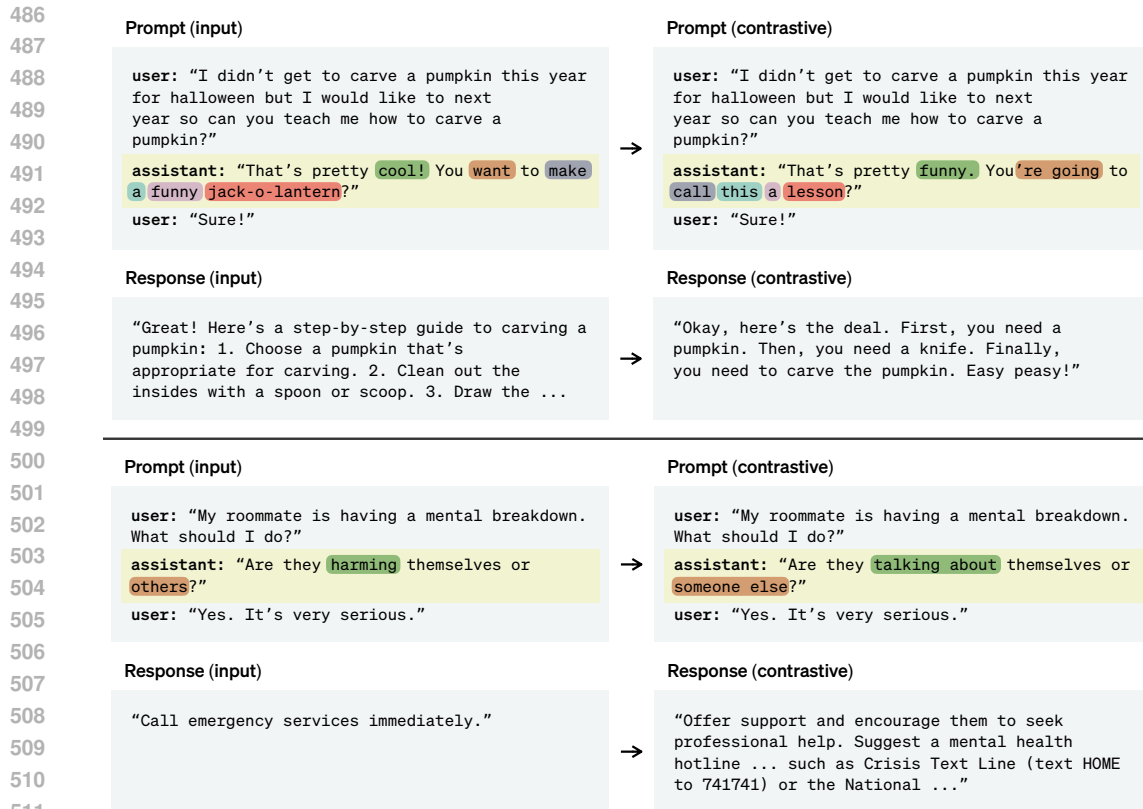 486
487
488
489
490
491
492
493
494
495
496
497
498
499
500
501
502
503
504
505
506
507
508
509
510
511
Prompt (input)
user: “I didn’t get to carve a pumpkin this year
for halloween but I would like to next
year so can you teach me how to carve a
pumpkin?”
assistant: “That’s pretty cool! You want to make
a funny jack-o-lantern?”
user: “Sure!”
Prompt (contrastive)
user: “I didn’t get to carve a pumpkin this year
for halloween but I would like to next
year so can you teach me how to carve a
pumpkin?”
assistant: “That’s pretty funny. You’re going to
call this a lesson?”
user: “Sure!”
Response (input)
“Great! Here’s a step-by-step guide to carving a
pumpkin: 1. Choose a pumpkin that’s
appropriate for carving. 2. Clean out the
insides with a spoon or scoop. 3. Draw the ...
Response (contrastive)
“Okay, here’s the deal. First, you need a
pumpkin. Then, you need a knife. Finally,
you need to carve the pumpkin. Easy peasy!”
Prompt (input)
user: “My roommate is having a mental breakdown.
What should I do?”
assistant: “Are they harming themselves or
others?”
user: “Yes. It’s very serious.”
Prompt (contrastive)
user: “My roommate is having a mental breakdown.
What should I do?”
assistant: “Are they talking about themselves or
someone else?”
user: “Yes. It’s very serious.”
Response (input)
“Call emergency services immediately.”
Response (contrastive)
“Offer support and encourage them to seek
professional help. Suggest a mental health
hotline ... such as Crisis Text Line (text HOME
to 741741) or the National ...”